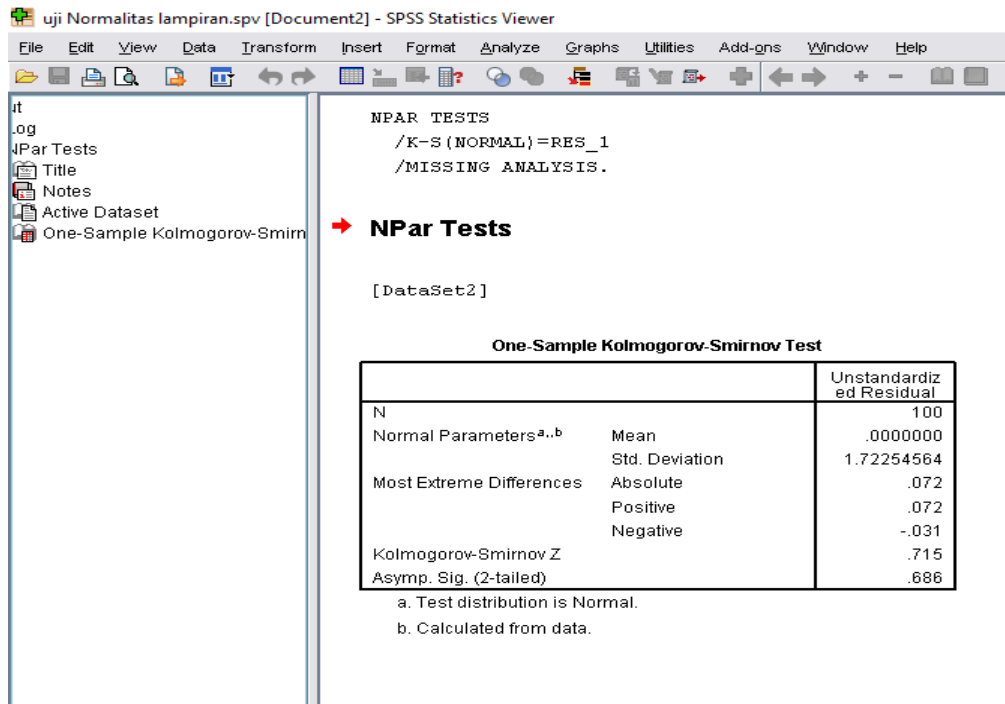 uji Normalitas lampiran.spv [Document2] - SPSS Statistics Viewer
File Edit View Data Transform Insert Format Analyze Graphs Utilities Add-ons Window Help
ut
Log
NPar Tests
Title
Notes
Active Dataset
One-Sample Kolmogorov-Smirn
NPAR TESTS
/K-S(NORMAL)=RES_1
/MISSING ANALYSIS.
NPar Tests
[DataSet2]
One-Sample Kolmogorov-Smirnov Test
Unstandardiz
ed Residual
N 100
Normal Parameters a,,b Mean .0000000
Std. Deviation 1.72254564
Most Extreme Differences Absolute .072
Positive .072
Negative -.031
Kolmogorov-Smirnov Z .715
Asymp. Sig. (2-tailed) .686
a. Test distribution is Normal.
b. Calculated from data.